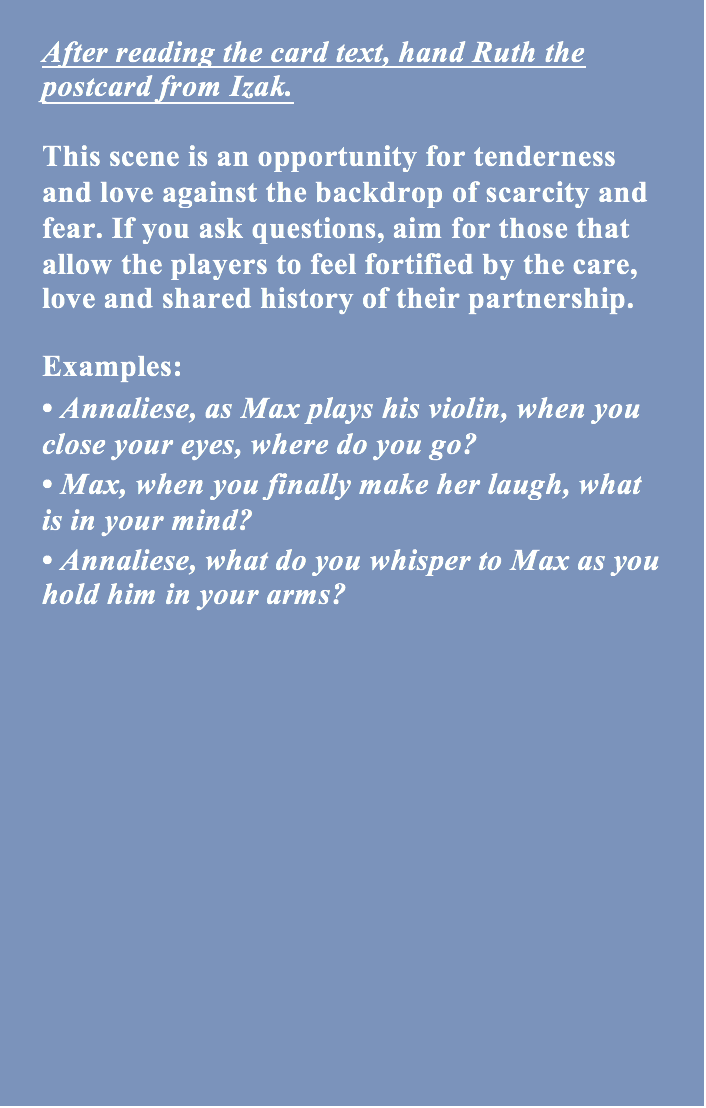 After reading the card text, hand Ruth the
postcard from Izak.
This scene is an opportunity for tenderness
and love against the backdrop of scarcity and
fear. If you ask questions, aim for those that
allow the players to feel fortified by the care,
love and shared history of their partnership.
Examples:
• Annaliese, as Max plays his violin, when you
close your eyes, where do you go?
• Max, when you finally make her laugh, what
is in your mind?
• Annaliese, what do you whisper to Max as you
hold him in your arms?